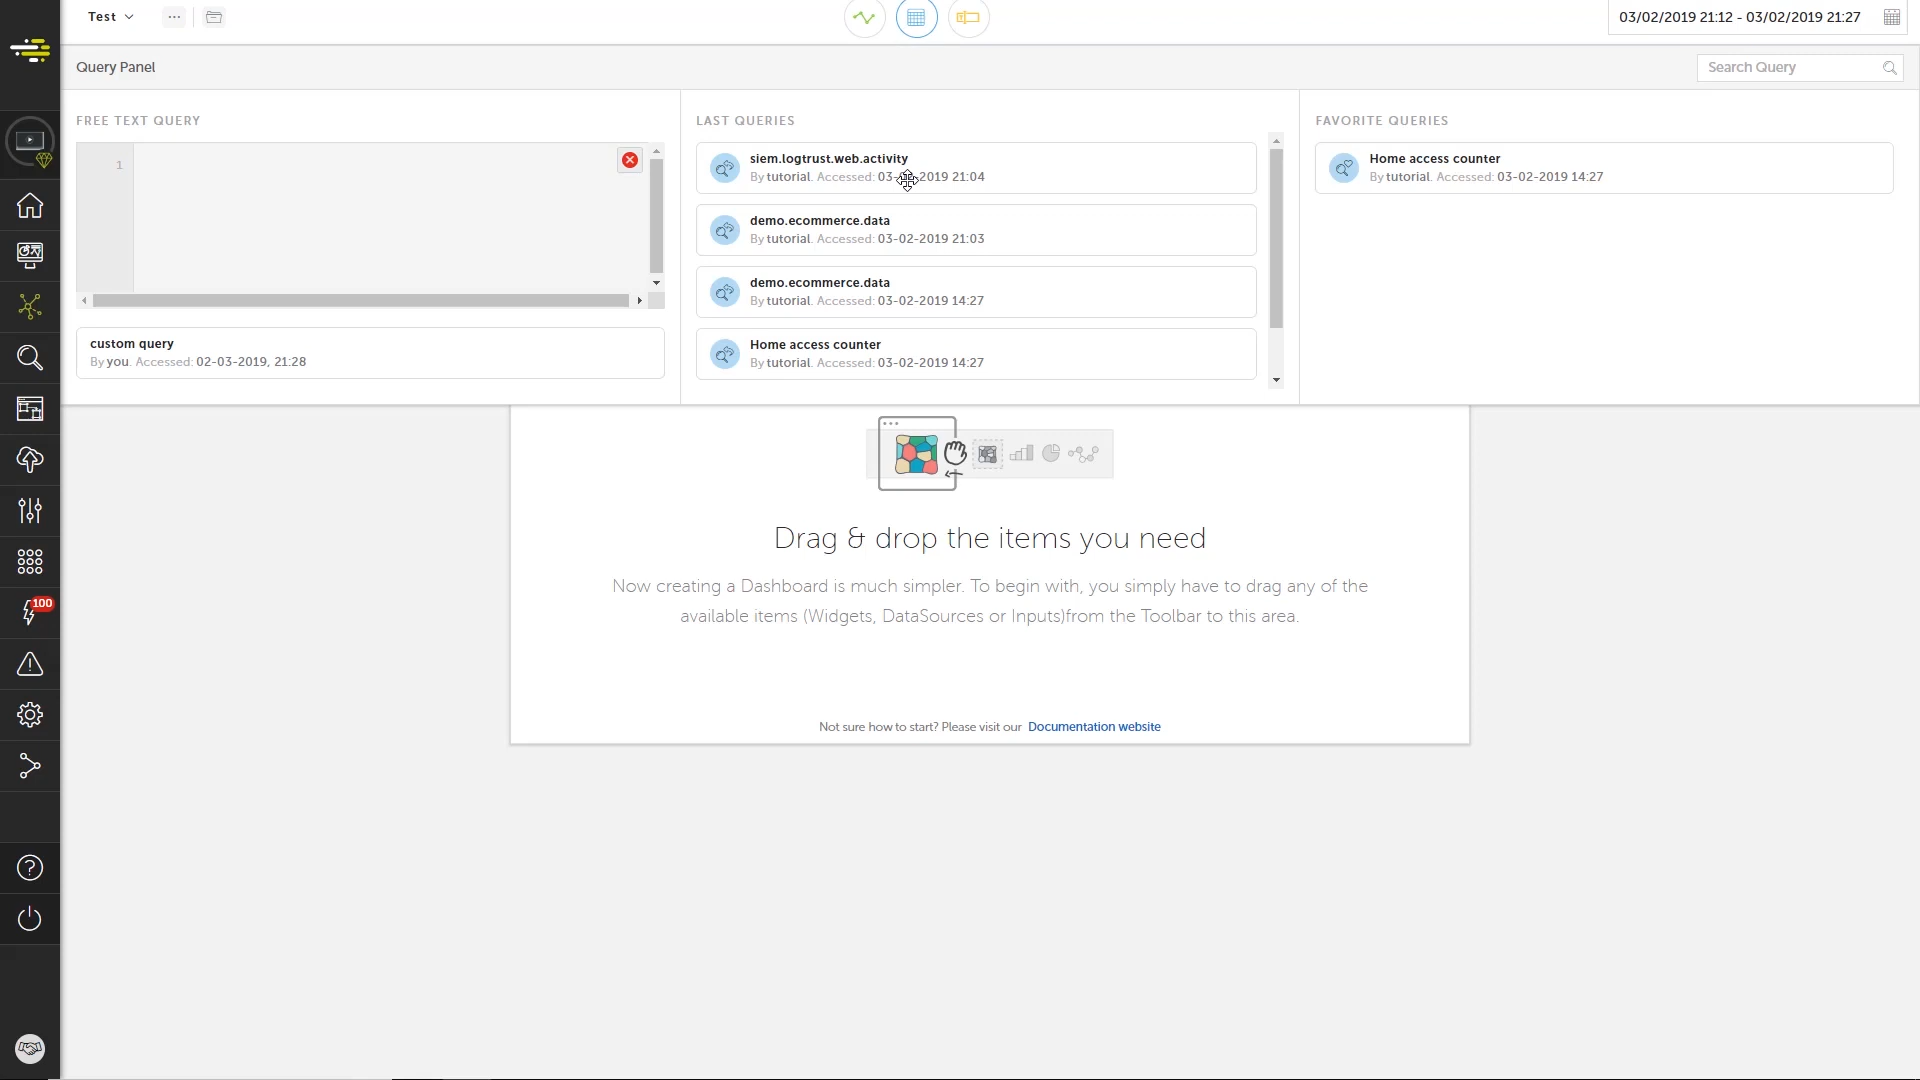 Test
03/02/2019 21:12 - 03/02/2019 21:27
Query Panel
Search Query
FREE TEXT QUERY
1
custom query
By you. Accessed: 02-03-2019, 21:28
LAST QUERIES
siem.logtrust.web.activity
By tutorial. Accessed: 03- 2019 21:04
demo.ecommerce.data
By tutorial. Accessed: 03-02-2019 21:03
demo.ecommerce.data
By tutorial. Accessed: 03-02-2019 14:27
Home access counter
By tutorial. Accessed: 03-02-2019 14:27
FAVORITE QUERIES
Home access counter
By tutorial. Accessed: 03-02-2019 14:27
100
Drag & drop the items you need
Now creating a Dashboard is much simpler. To begin with, you simply have to drag any of the
available items (Widgets, DataSources or Inputs)from the Toolbar to this area.
Not sure how to start? Please visit our Documentation website